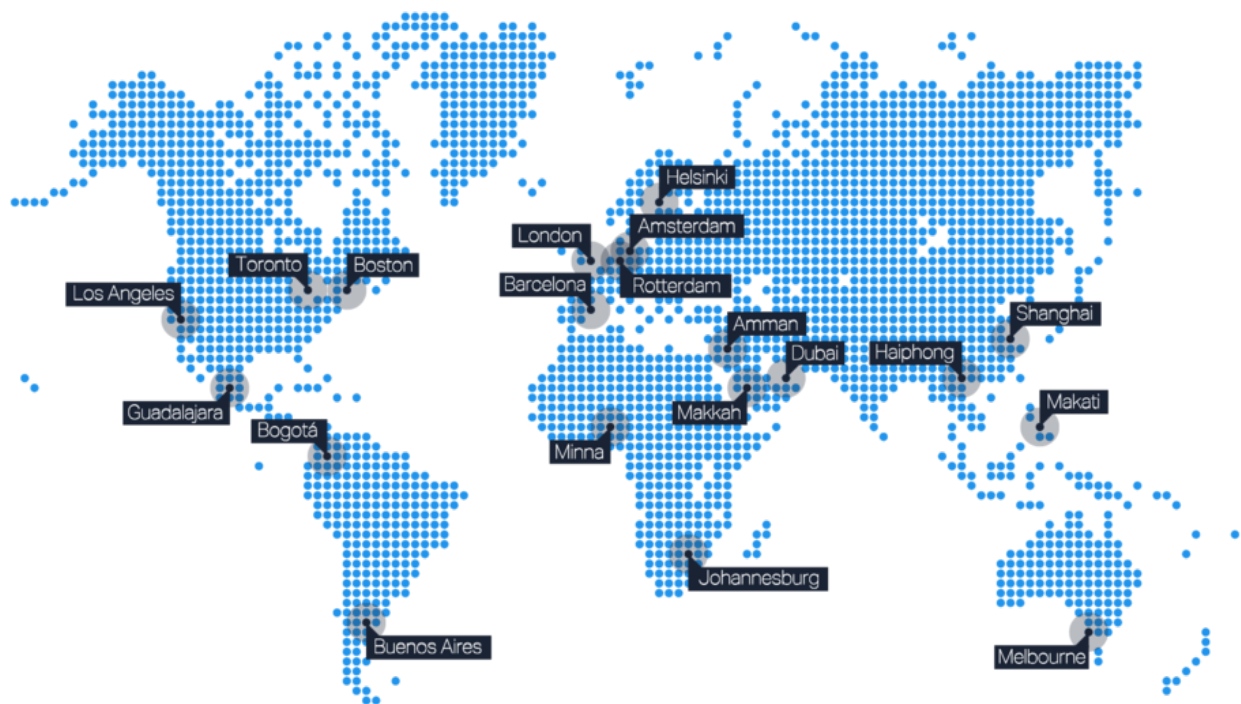 Helsinki
Amsterdam
London
Toronto
Boston
Barcelona
Rotterdam
Los Angeles
Shanghai
Amman
Dubai
Haiphong
Guadalajara
Makkah
Makati
Bogotá
Minna
Johannesburg
Buenos Aires
Melbourne